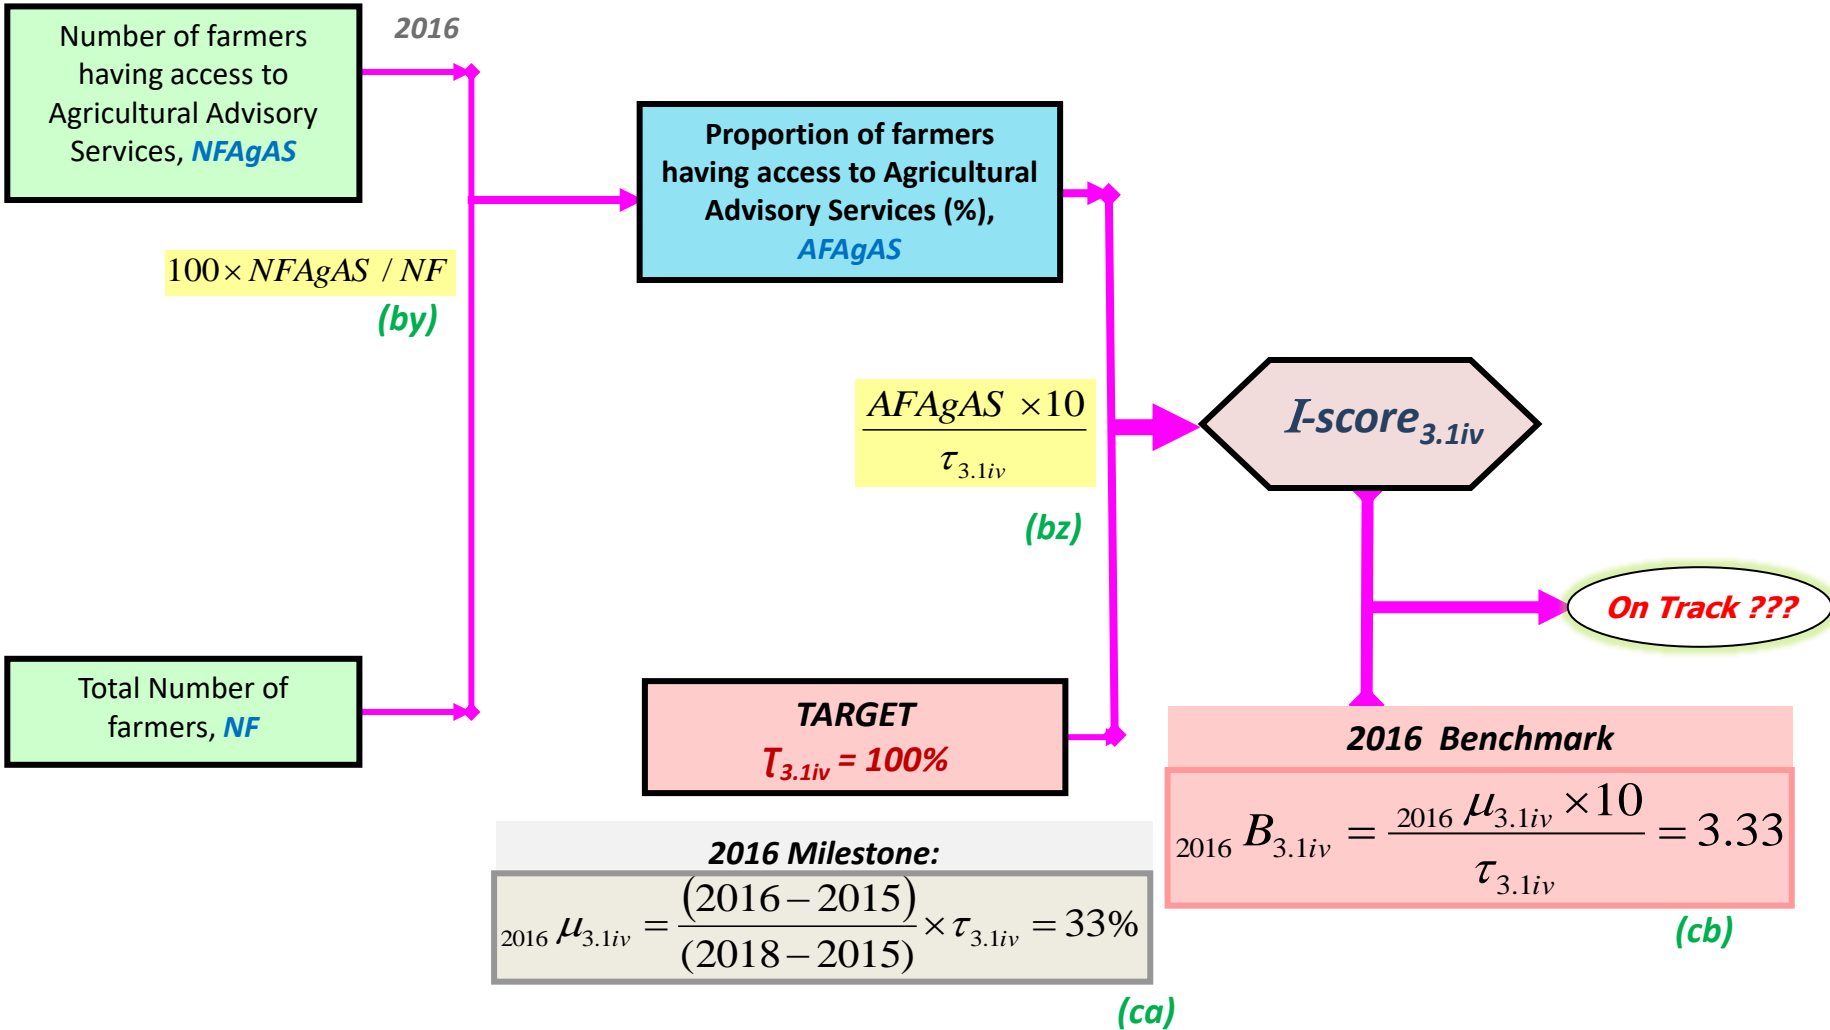 Number of farmers
having access to
Agricultural Advisory
Services, NFAgAS
2016
100 × NFAgAS / NF
(by)
Total Number of
farmers, NF
Proportion of farmers
having access to Agricultural
Advisory Services (%),
AFAgAS
AFAgAS × 10
τ3.1iv
(bz)
I-score3.1iv
On Track ???
TARGET
τ3.1iv = 100%
2016 Milestone:
2016 μ3.1iv = (2016 – 2015) / (2018 – 2015) × τ3.1iv = 33%
(ca)
2016 Benchmark
2016 B3.1iv = 2016 μ3.1iv × 10 / τ3.1iv = 3.33
(cb)